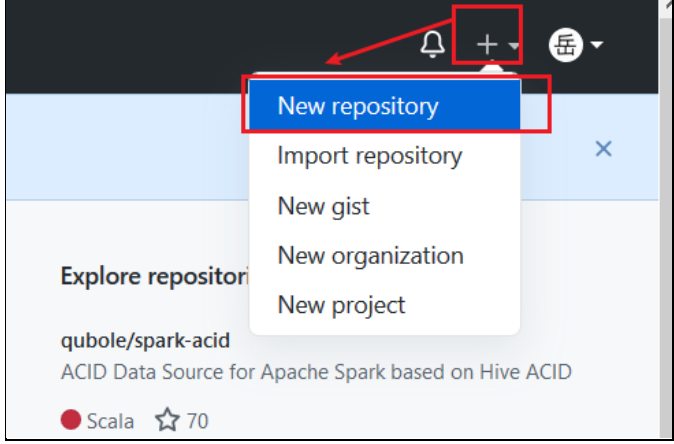 岳
New repository
Import repository
New gist
New organization
New project
Explore repositori
qubole/spark-acid
ACID Data Source for Apache Spark based on Hive ACID
Scala 70